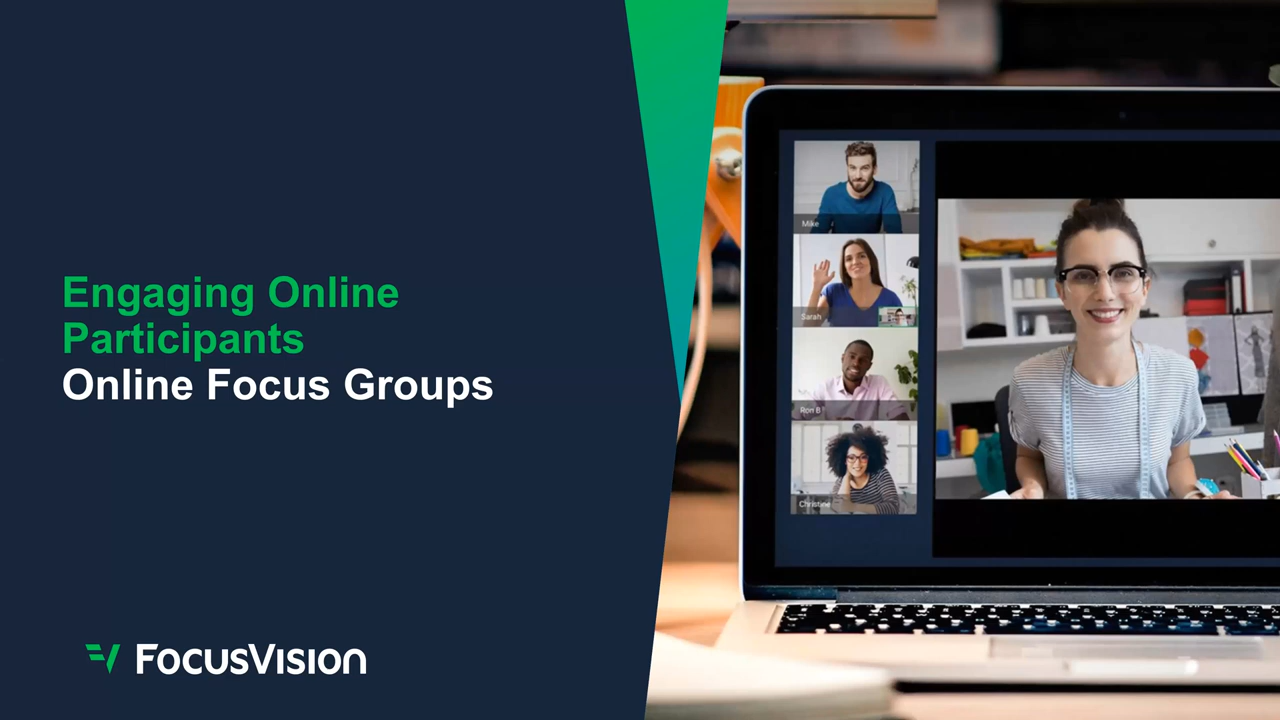 Engaging Online
Participants
Online Focus Groups
FocusVision
Mike
Sarah
Ron B
Christine